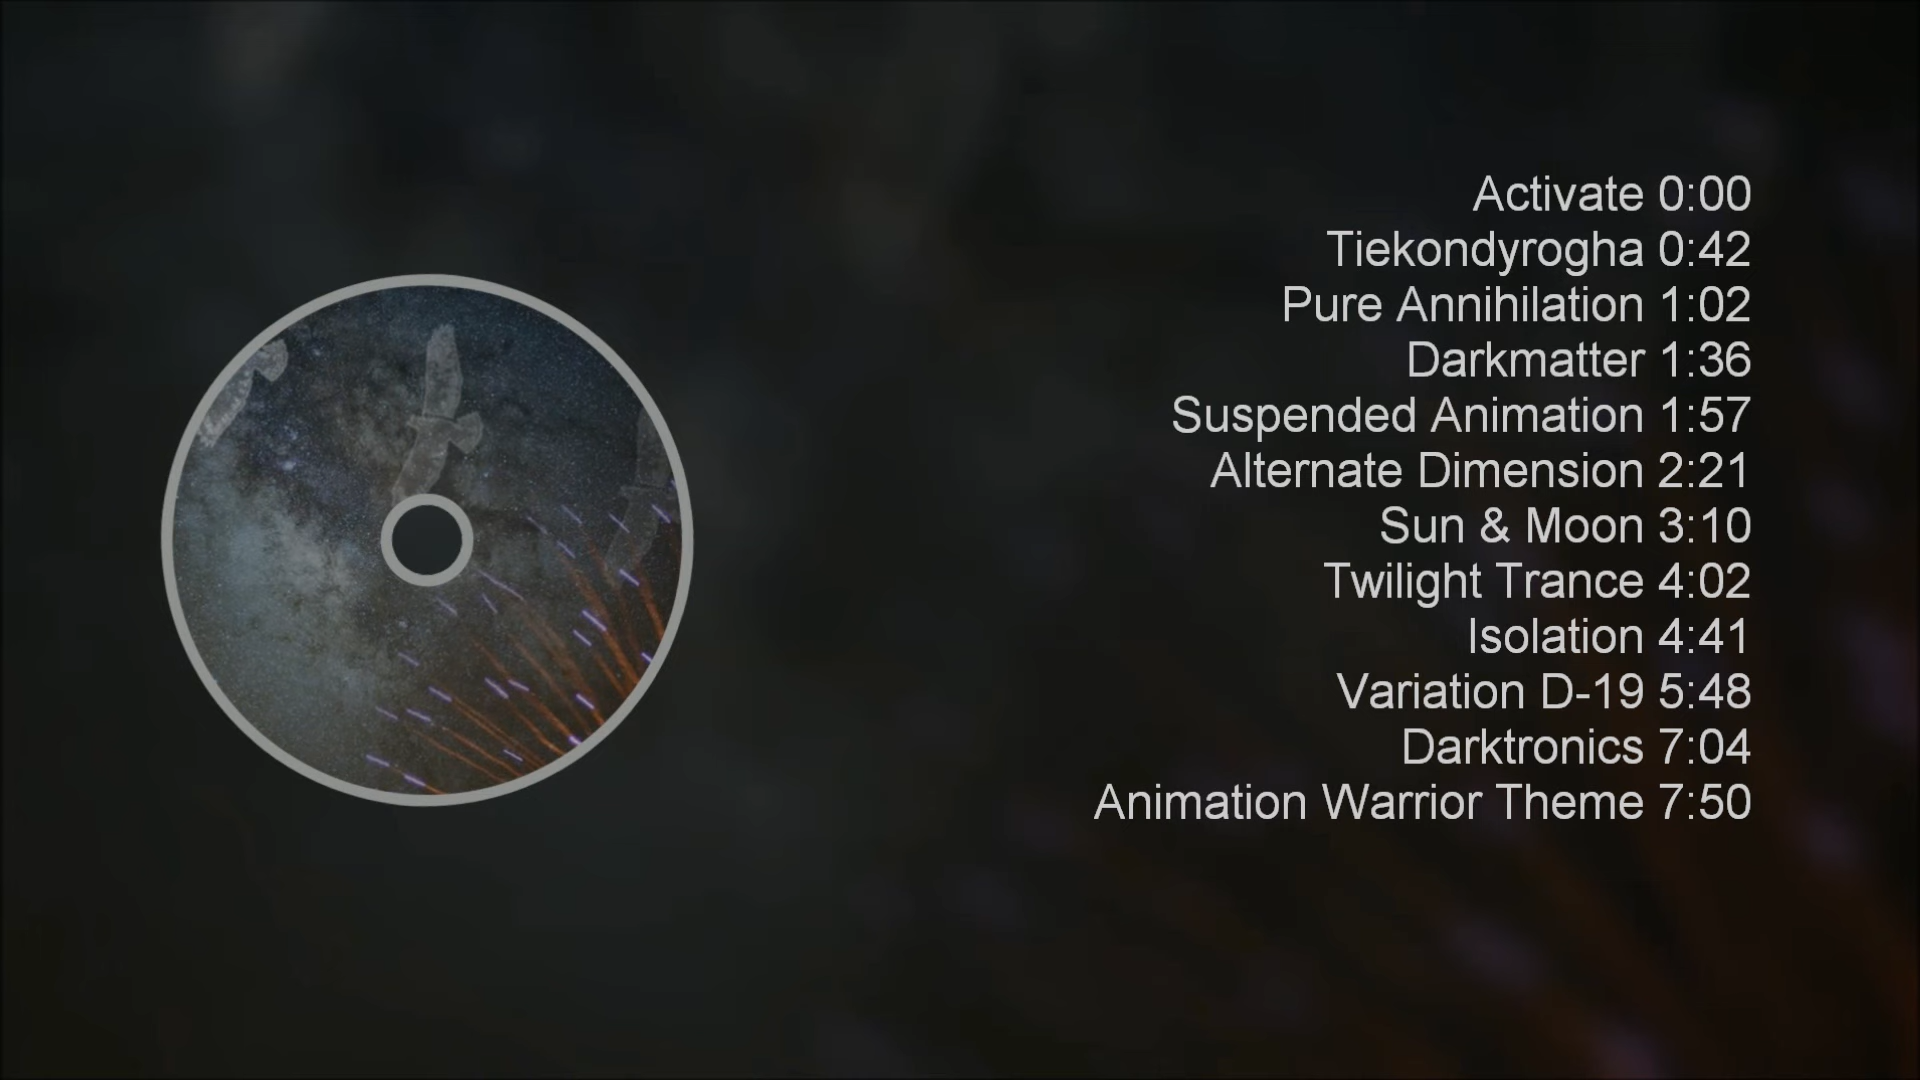 Activate 0:00
Tiekondyrogha 0:42
Pure Annihilation 1:02
Darkmatter 1:36
Suspended Animation 1:57
Alternate Dimension 2:21
Sun & Moon 3:10
Twilight Trance 4:02
Isolation 4:41
Variation D-19 5:48
Darktronics 7:04
Animation Warrior Theme 7:50